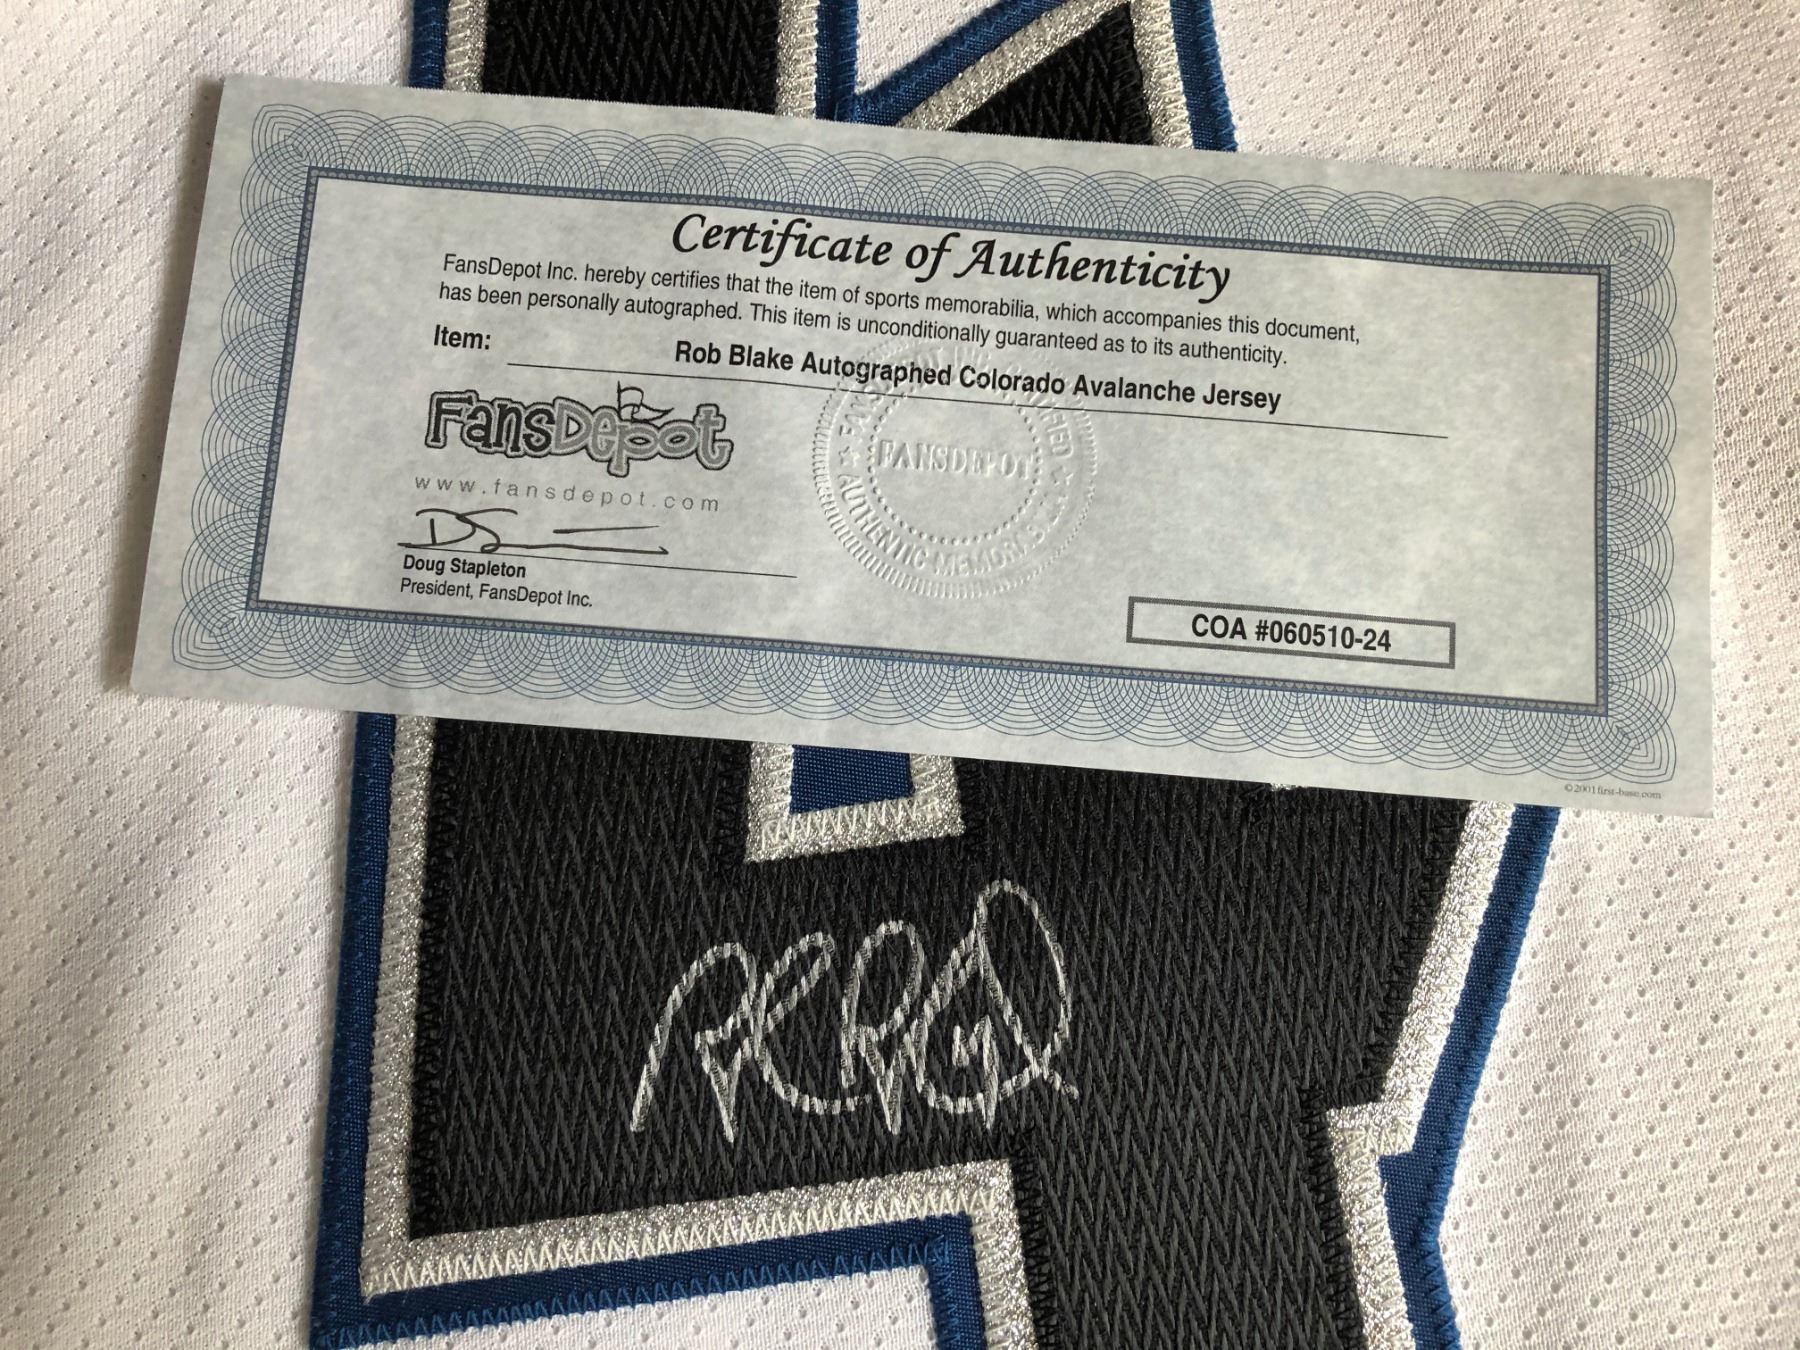 Certificate of Authenticity
FansDepot Inc. hereby certifies that the item of sports memorabilia, which accompanies this document,
has been personally autographed. This item is unconditionally guaranteed as to its authenticity.
Item: Rob Blake Autographed Colorado Avalanche Jersey
FansDepot
www.fansdepot.com
FANSDEPOT
AUTHENTIC
Doug Stapleton
President, FansDepot Inc.
COA #060510-24
©2001 first-base.com